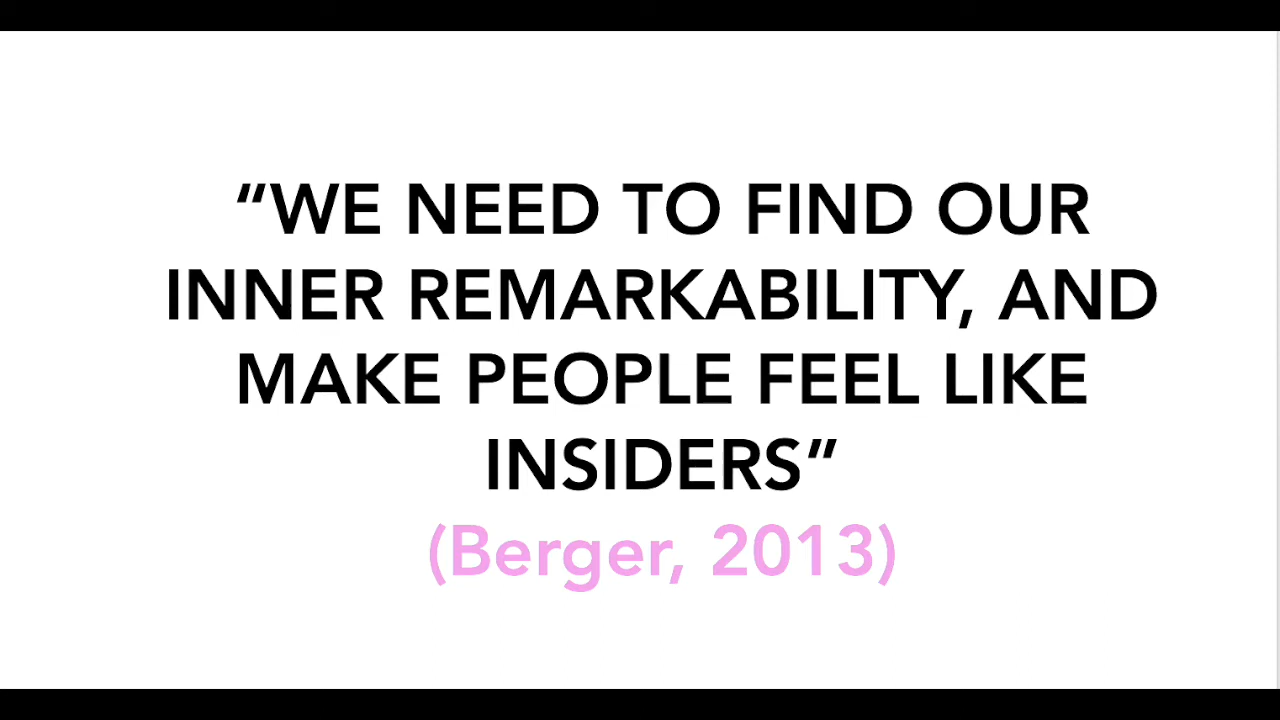 “WE NEED TO FIND OUR
INNER REMARKABILITY, AND
MAKE PEOPLE FEEL LIKE
INSIDERS”
(Berger, 2013)